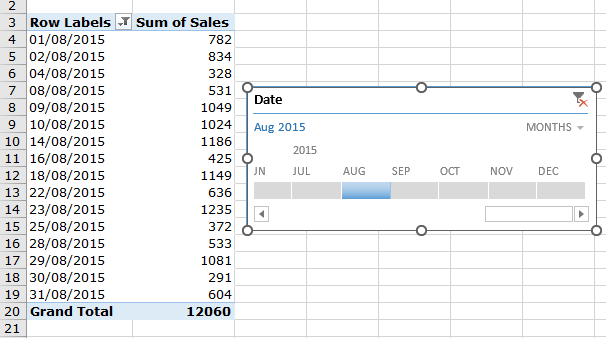 2
3 Row Labels Sum of Sales
4 01/08/2015 782
5 02/08/2015 834
6 04/08/2015 328
7 08/08/2015 531
8 09/08/2015 1049
9 10/08/2015 1024
10 14/08/2015 1186
11 16/08/2015 425
12 18/08/2015 1149
13 22/08/2015 636
14 23/08/2015 1235
15 25/08/2015 372
16 28/08/2015 533
17 29/08/2015 1081
18 30/08/2015 291
19 31/08/2015 604
20 Grand Total 12060
21
Date
Aug 2015 MONTHS
2015
JN JUL AUG SEP OCT NOV DEC